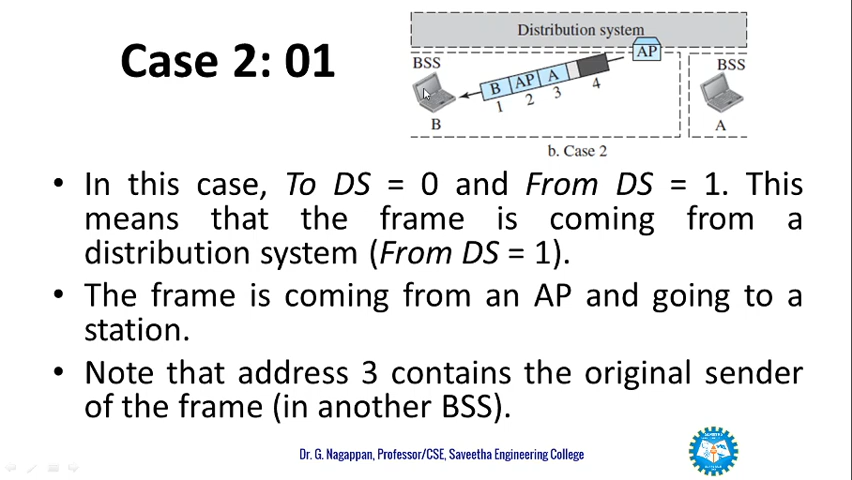 Case 2: 01
Distribution system
AP
BSS
BSS
B AP A
1 2 3 4
B
A
b. Case 2
• In this case, To DS = 0 and From DS = 1. This
means that the frame is coming from a
distribution system (From DS = 1).
• The frame is coming from an AP and going to a
station.
• Note that address 3 contains the original sender
of the frame (in another BSS).
Dr. G. Nagappan, Professor/CSE, Saveetha Engineering College